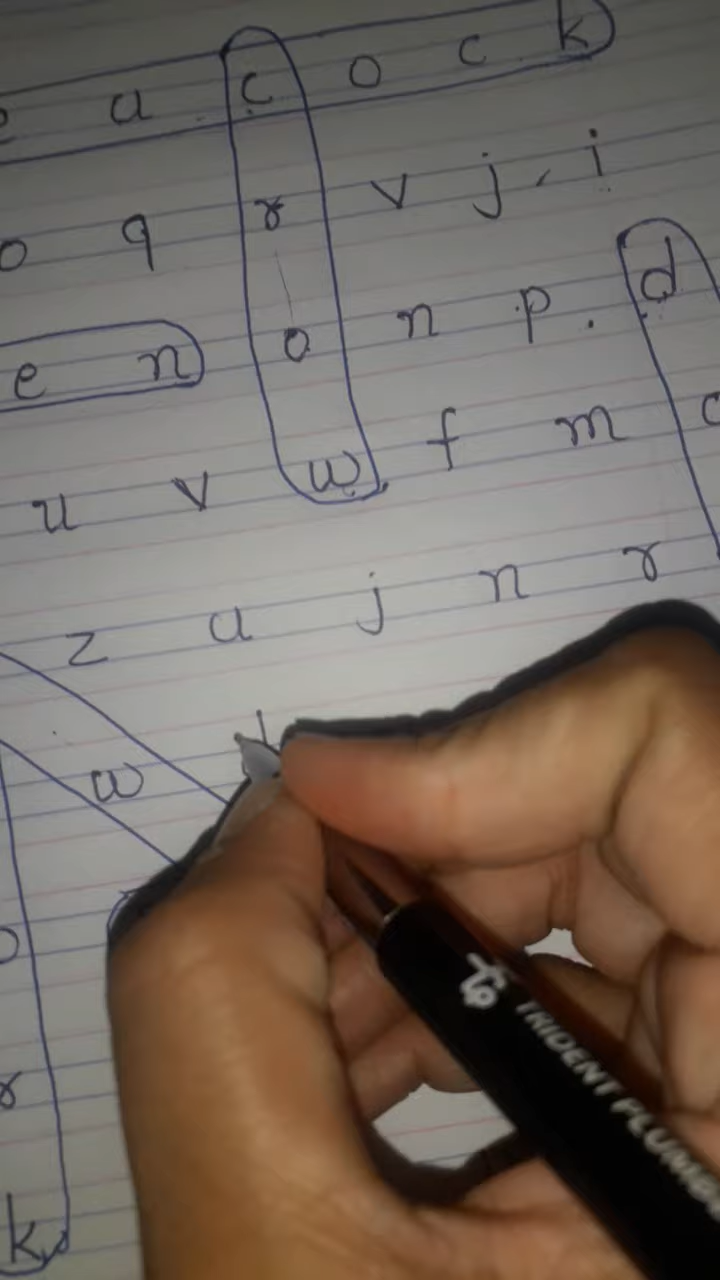 a c o c k
o q r v j i
e n o n p . d
u v w f m c
z u j n r
w
r
k
TRIDENT PLUMB